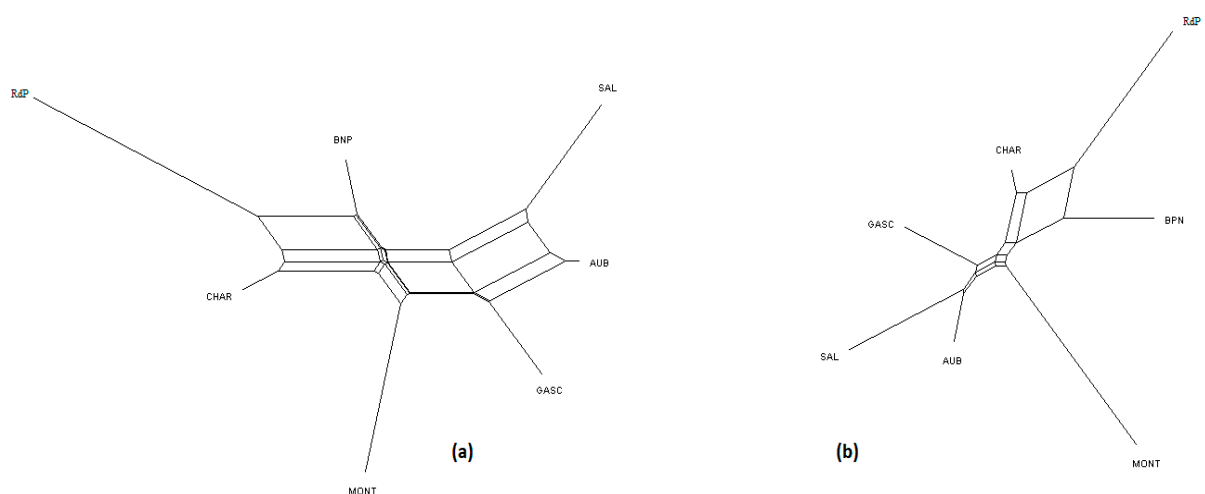 RdP
SAL
BNP
CHAR
AUB
GASC
MONT
(a)
RdP
CHAR
GASC
BPN
SAL
AUB
MONT
(b)